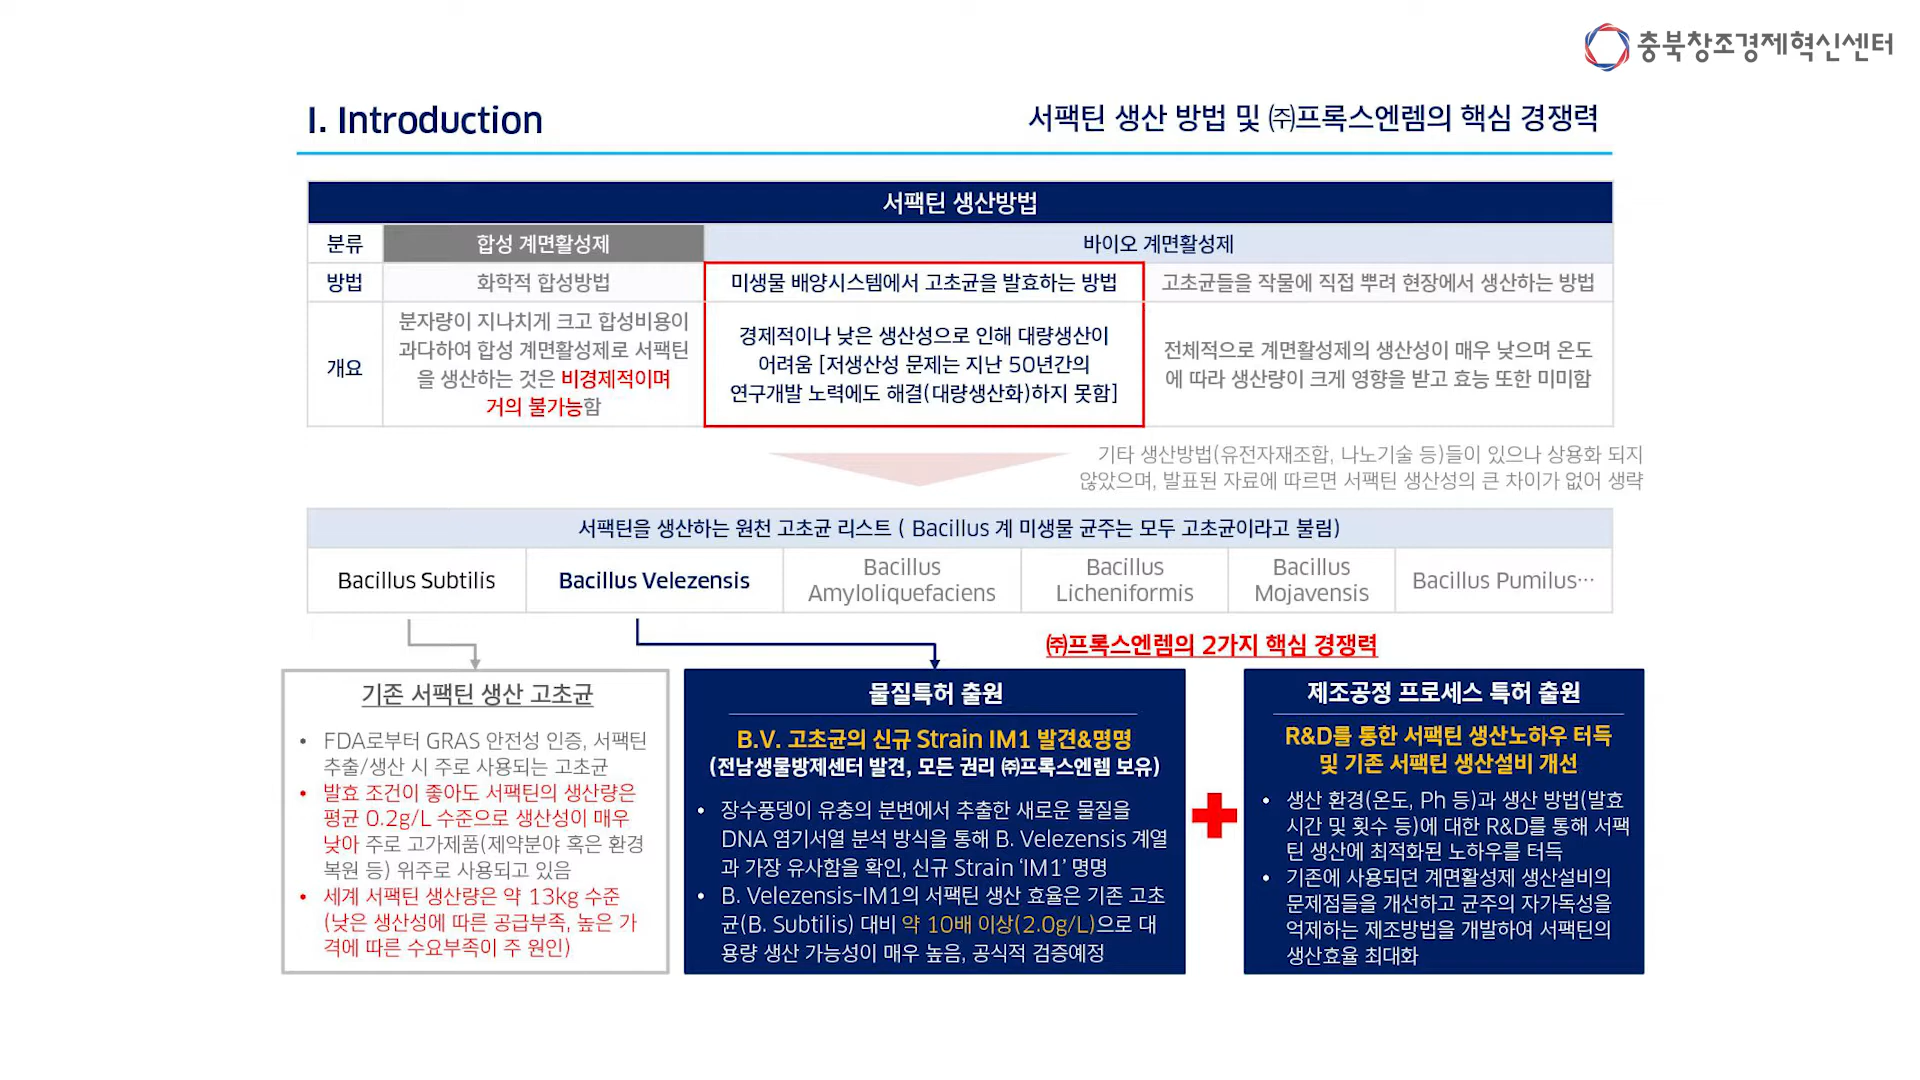 충북창조경제혁신센터
I. Introduction
서팩틴 생산 방법 및 ㈜프록스엔렘의 핵심 경쟁력
서팩틴 생산방법
분류
합성 계면활성제
바이오 계면활성제
방법
화학적 합성방법
미생물 배양시스템에서 고초균을 발효하는 방법
고초균들을 작물에 직접 뿌려 현장에서 생산하는 방법
개요
분자량이 지나치게 크고 합성비용이
과다하여 합성 계면활성제로 서팩틴
을 생산하는 것은 비경제적이며
거의 불가능함
경제적이나 낮은 생산성으로 인해 대량생산이
어려움 [저생산성 문제는 지난 50년간의
연구개발 노력에도 해결(대량생산화)하지 못함]
전체적으로 계면활성제의 생산성이 매우 낮으며 온도
에 따라 생산량이 크게 영향을 받고 효능 또한 미미함
기타 생산방법(유전자재조합, 나노기술 등)들이 있으나 상용화 되지
않았으며, 발표된 자료에 따르면 서팩틴 생산성의 큰 차이가 없어 생략
서팩틴을 생산하는 원천 고초균 리스트 ( Bacillus 계 미생물 균주는 모두 고초균이라고 불림)
Bacillus Subtilis
Bacillus Velezensis
Bacillus
Amyloliquefaciens
Bacillus
Licheniformis
Bacillus
Mojavensis
Bacillus Pumilus…
㈜프록스엔렘의 2가지 핵심 경쟁력
기존 서팩틴 생산 고초균
• FDA로부터 GRAS 안전성 인증, 서팩틴
추출/생산 시 주로 사용되는 고초균
• 발효 조건이 좋아도 서팩틴의 생산량은
평균 0.2g/L 수준으로 생산성이 매우
낮아 주로 고가제품(제약분야 혹은 환경
복원 등) 위주로 사용되고 있음
• 세계 서팩틴 생산량은 약 13kg 수준
(낮은 생산성에 따른 공급부족, 높은 가
격에 따른 수요부족이 주 원인)
물질특허 출원
B.V. 고초균의 신규 Strain IM1 발견&명명
(전남생물방제센터 발견, 모든 권리 ㈜프록스엔렘 보유)
• 장수풍뎅이 유충의 분변에서 추출한 새로운 물질을
DNA 염기서열 분석 방식을 통해 B. Velezensis 계열
과 가장 유사함을 확인, 신규 Strain ‘IM1’ 명명
• B. Velezensis-IM1의 서팩틴 생산 효율은 기존 고초
균(B. Subtilis) 대비 약 10배 이상(2.0g/L)으로 대
용량 생산 가능성이 매우 높음, 공식적 검증예정
제조공정 프로세스 특허 출원
R&D를 통한 서팩틴 생산노하우 터득
및 기존 서팩틴 생산설비 개선
• 생산 환경(온도, Ph 등)과 생산 방법(발효
시간 및 횟수 등)에 대한 R&D를 통해 서팩
틴 생산에 최적화된 노하우를 터득
• 기존에 사용되던 계면활성제 생산설비의
문제점들을 개선하고 균주의 자가독성을
억제하는 제조방법을 개발하여 서팩틴의
생산효율 최대화